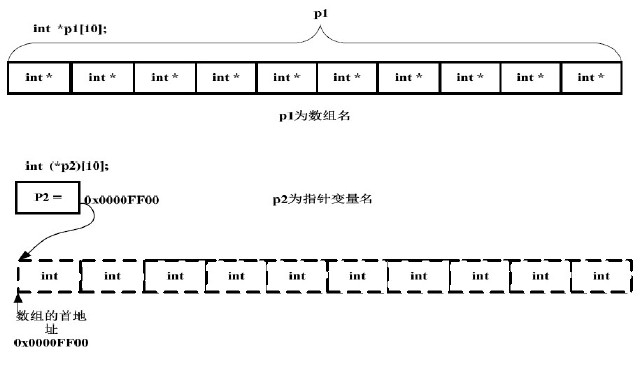 p1
int *p1[10];
int * int * int * int * int * int * int * int * int * int *
p1为数组名
int (*p2)[10];
P2 = 0x0000FF00 p2为指针变量名
int int int int int int int int int int
数组的首地
址
0x0000FF00